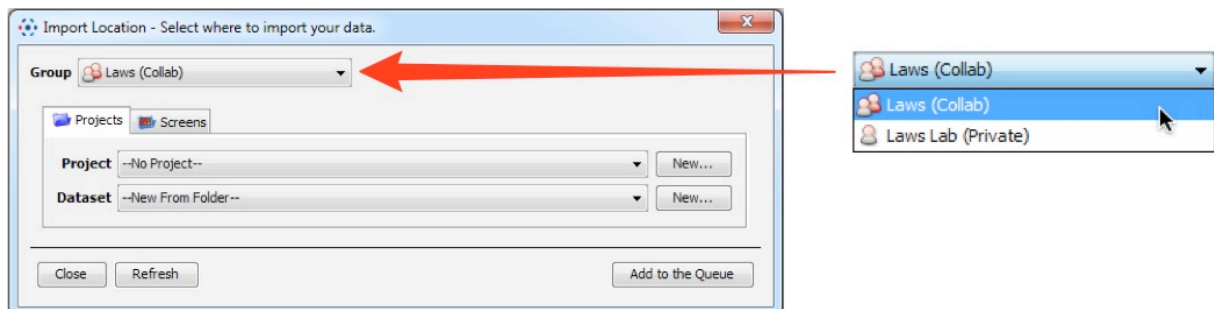 Import Location - Select where to import your data.
Group Laws (Collab)
Projects Screens
Project --No Project-- New...
Dataset --New From Folder-- New...
Close Refresh Add to the Queue
Laws (Collab)
Laws (Collab)
Laws Lab (Private)